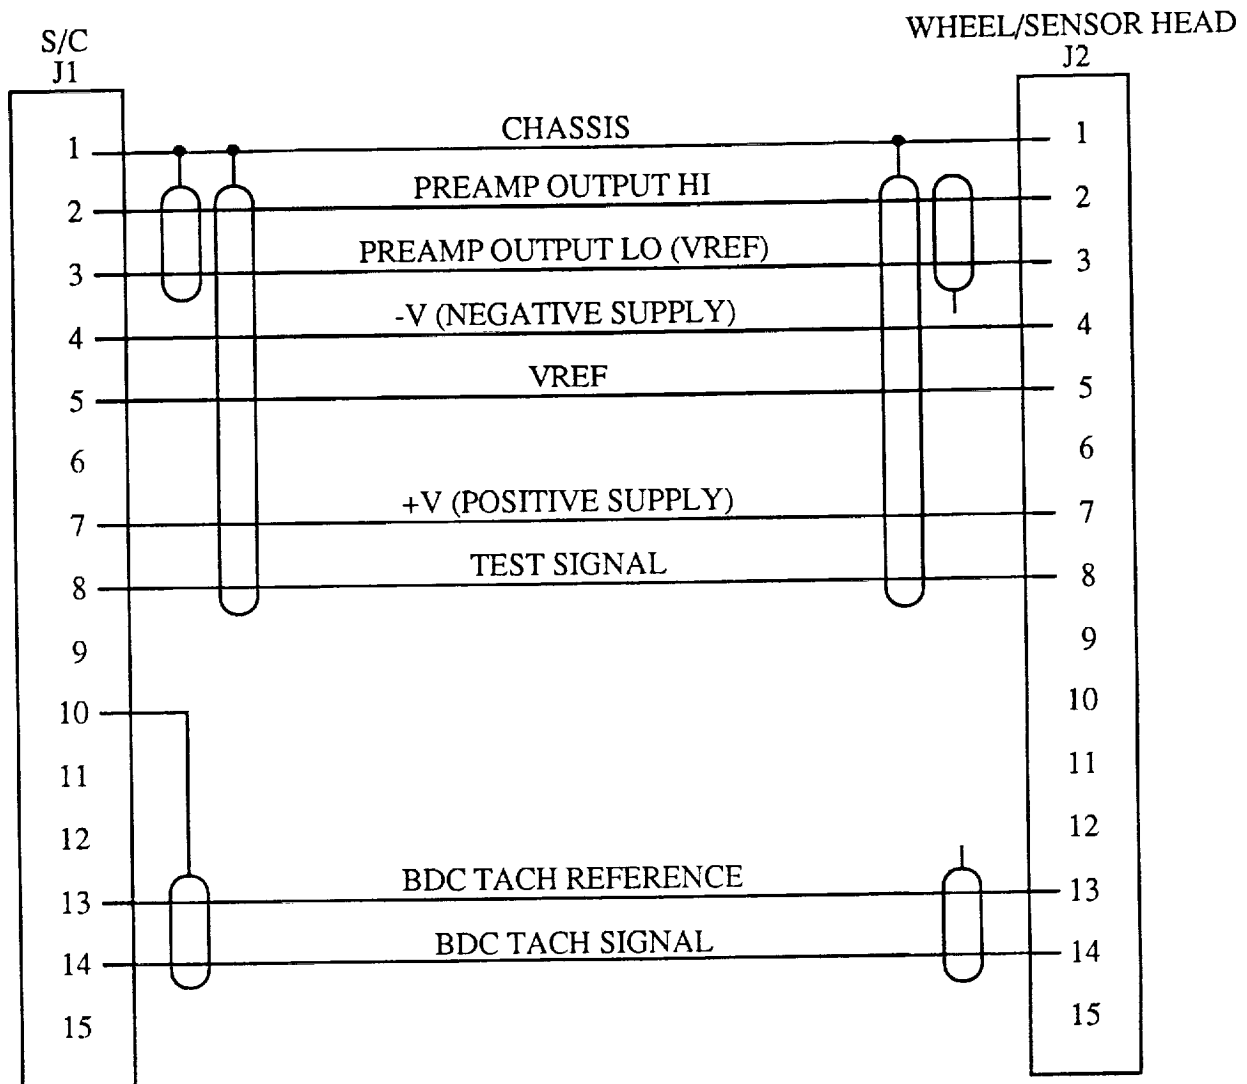 S/C
J1
WHEEL/SENSOR HEAD
J2
1 CHASSIS 1
2 PREAMP OUTPUT HI 2
3 PREAMP OUTPUT LO (VREF) 3
4 -V (NEGATIVE SUPPLY) 4
5 VREF 5
6 6
7 +V (POSITIVE SUPPLY) 7
8 TEST SIGNAL 8
9 9
10 10
11 11
12 12
13 BDC TACH REFERENCE 13
14 BDC TACH SIGNAL 14
15 15